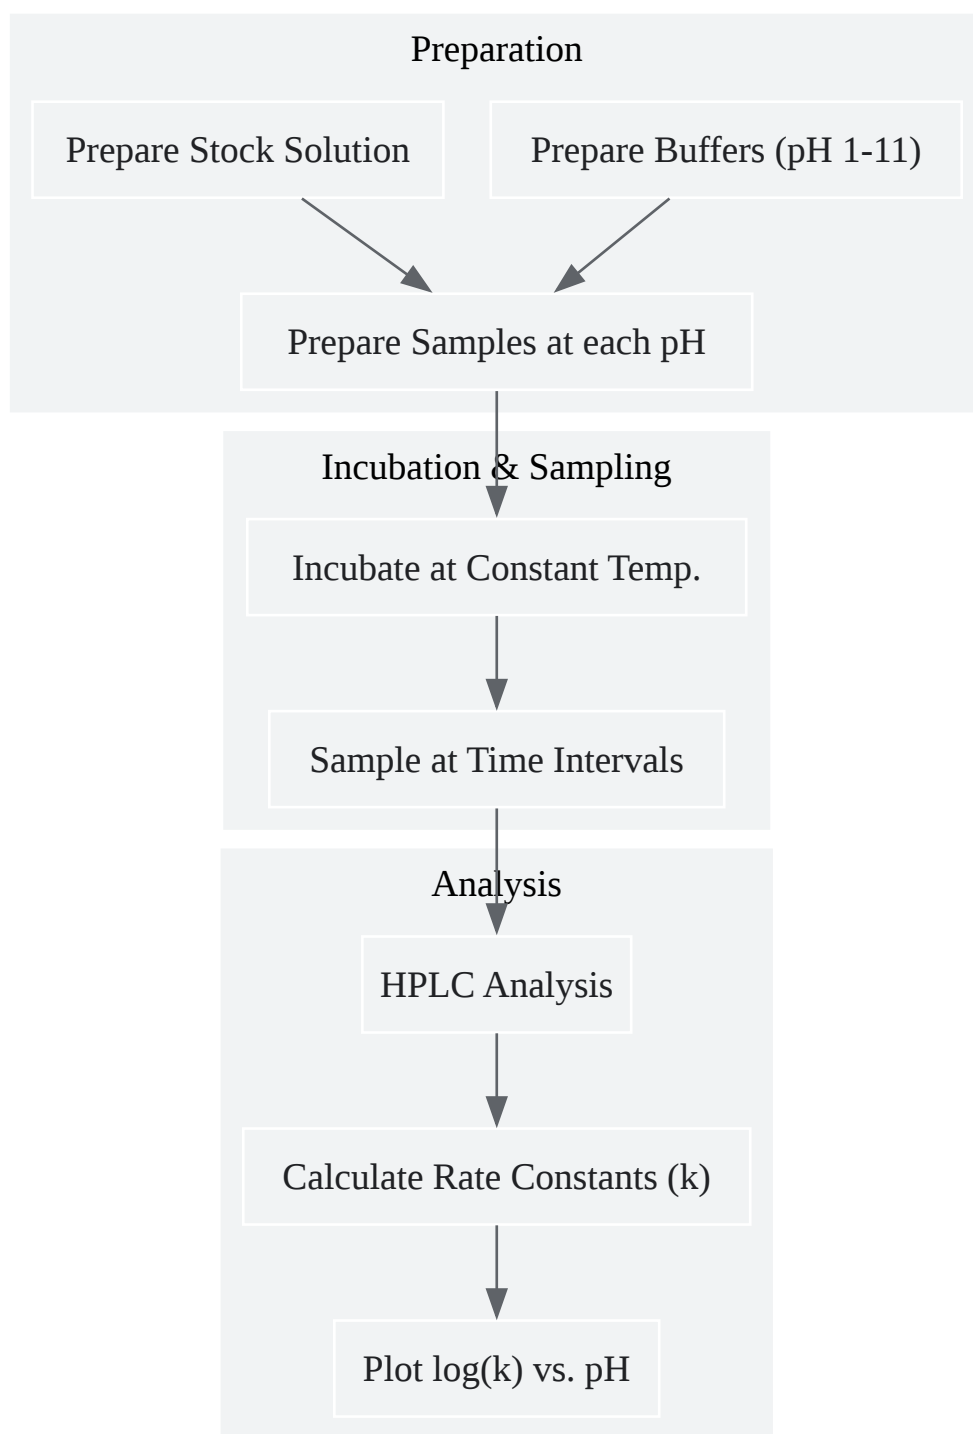 Preparation
Prepare Stock Solution
Prepare Buffers (pH 1-11)
Prepare Samples at each pH
Incubation & Sampling
Incubate at Constant Temp.
Sample at Time Intervals
Analysis
HPLC Analysis
Calculate Rate Constants (k)
Plot log(k) vs. pH